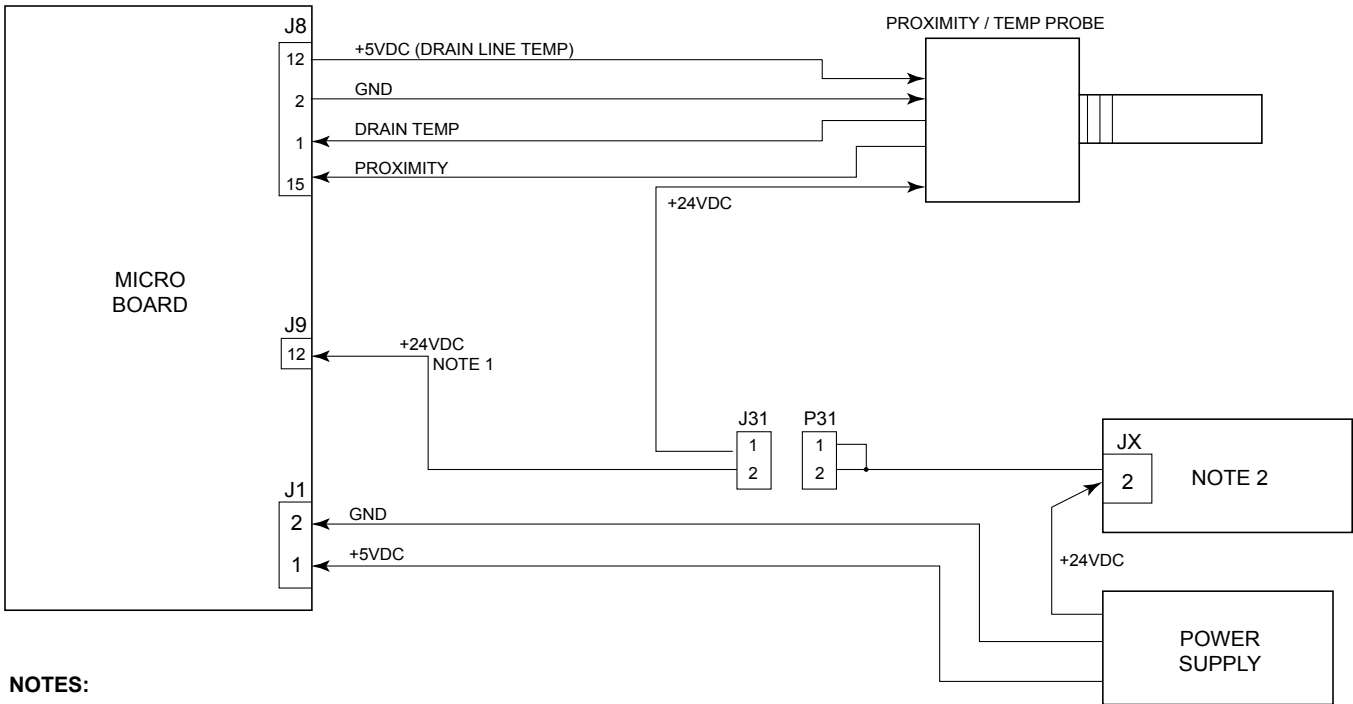 J8
PROXIMITY / TEMP PROBE
12
+5VDC (DRAIN LINE TEMP)
2
GND
1
DRAIN TEMP
15
PROXIMITY
+24VDC
MICRO
BOARD
J9
12
+24VDC
NOTE 1
J31
P31
1
1
2
2
JX
2
NOTE 2
J1
2
GND
1
+5VDC
+24VDC
POWER
SUPPLY
NOTES: